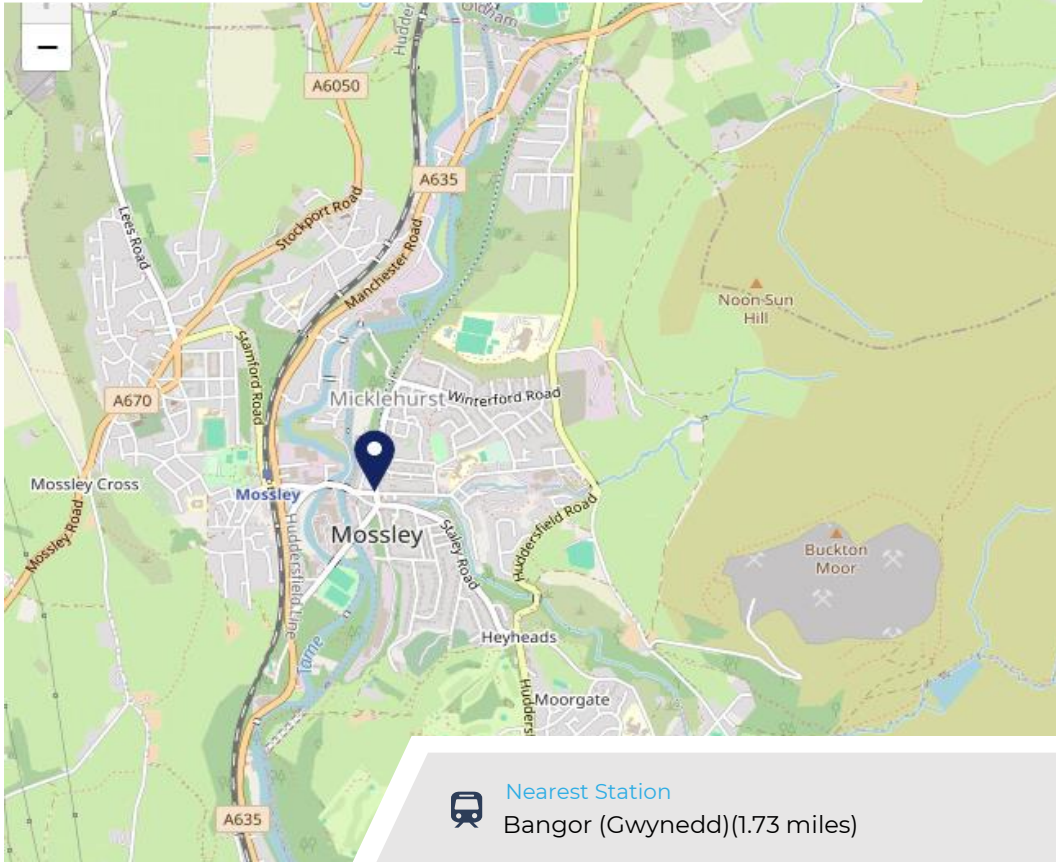 −
Oldham
Hudde
A6050
A635
Lees Road
Stockport Road
Manchester Road
Noon Sun
Hill
Stamford Road
A670
Micklehurst
Winterford Road
Mossley Cross
Mossley
Mossley Road
Huddersfield Line
Mossley
Staley Road
Huddersfield Road
Buckton
Moor
Tame
Heyheads
Moorgate
Hudders
A635
Nearest Station
Bangor (Gwynedd)(1.73 miles)